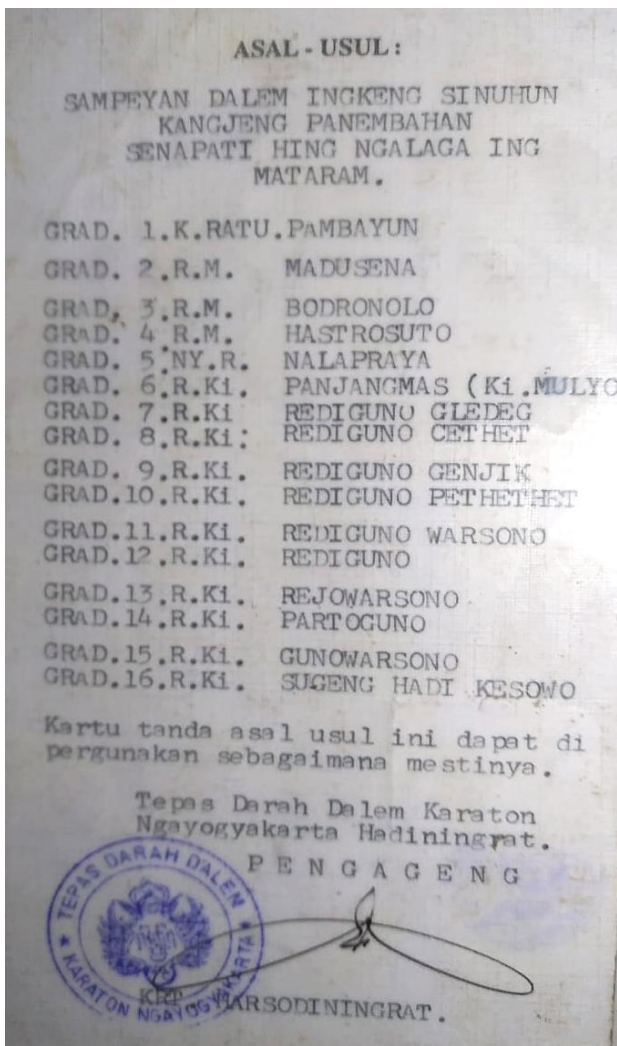 ASAL - USUL :
SAMPEYAN DALEM INGKENG SINUHUN
KANGJENG PANEMBAHAN
SENAPATI HING NGALAGA ING
MATARAM.
GRAD. 1.K.RATU.PAMBAYUN
GRAD. 2.R.M. MADUSENA
GRAD. 3.R.M. BODRONOLO
GRAD. 4 R.M. HASTROSUTO
GRAD. 5 NY.R. NALAPRAYA
GRAD. 6.R.Ki. PANJANGMAS (Ki.MULYO
GRAD. 7.R.Ki REDIGUNO GLEDEG
GRAD. 8.R.Ki. REDIGUNO CETHET
GRAD. 9.R.Ki. REDIGUNO GENJIK
GRAD.10.R.Ki. REDIGUNO PETHETHET
GRAD.11.R.Ki. REDIGUNO WARSONO
GRAD.12.R.Ki. REDIGUNO
GRAD.13.R.Ki. REJOWARSONO
GRAD.14.R.Ki. PARTOGUNO
GRAD.15.R.Ki. GUNOWARSONO
GRAD.16.R.Ki. SUGENG HADI KESOWO
Kartu tanda asal usul ini dapat di
pergunakan sebagaimana mestinya.
Tepas Darah Dalem Karaton
Ngayogyakarta Hadiningrat.
PENGAGENG
TEPAS DARAH DALEM
KARATON NGAYOGYAKARTA
KRT. MARSODININGRAT.